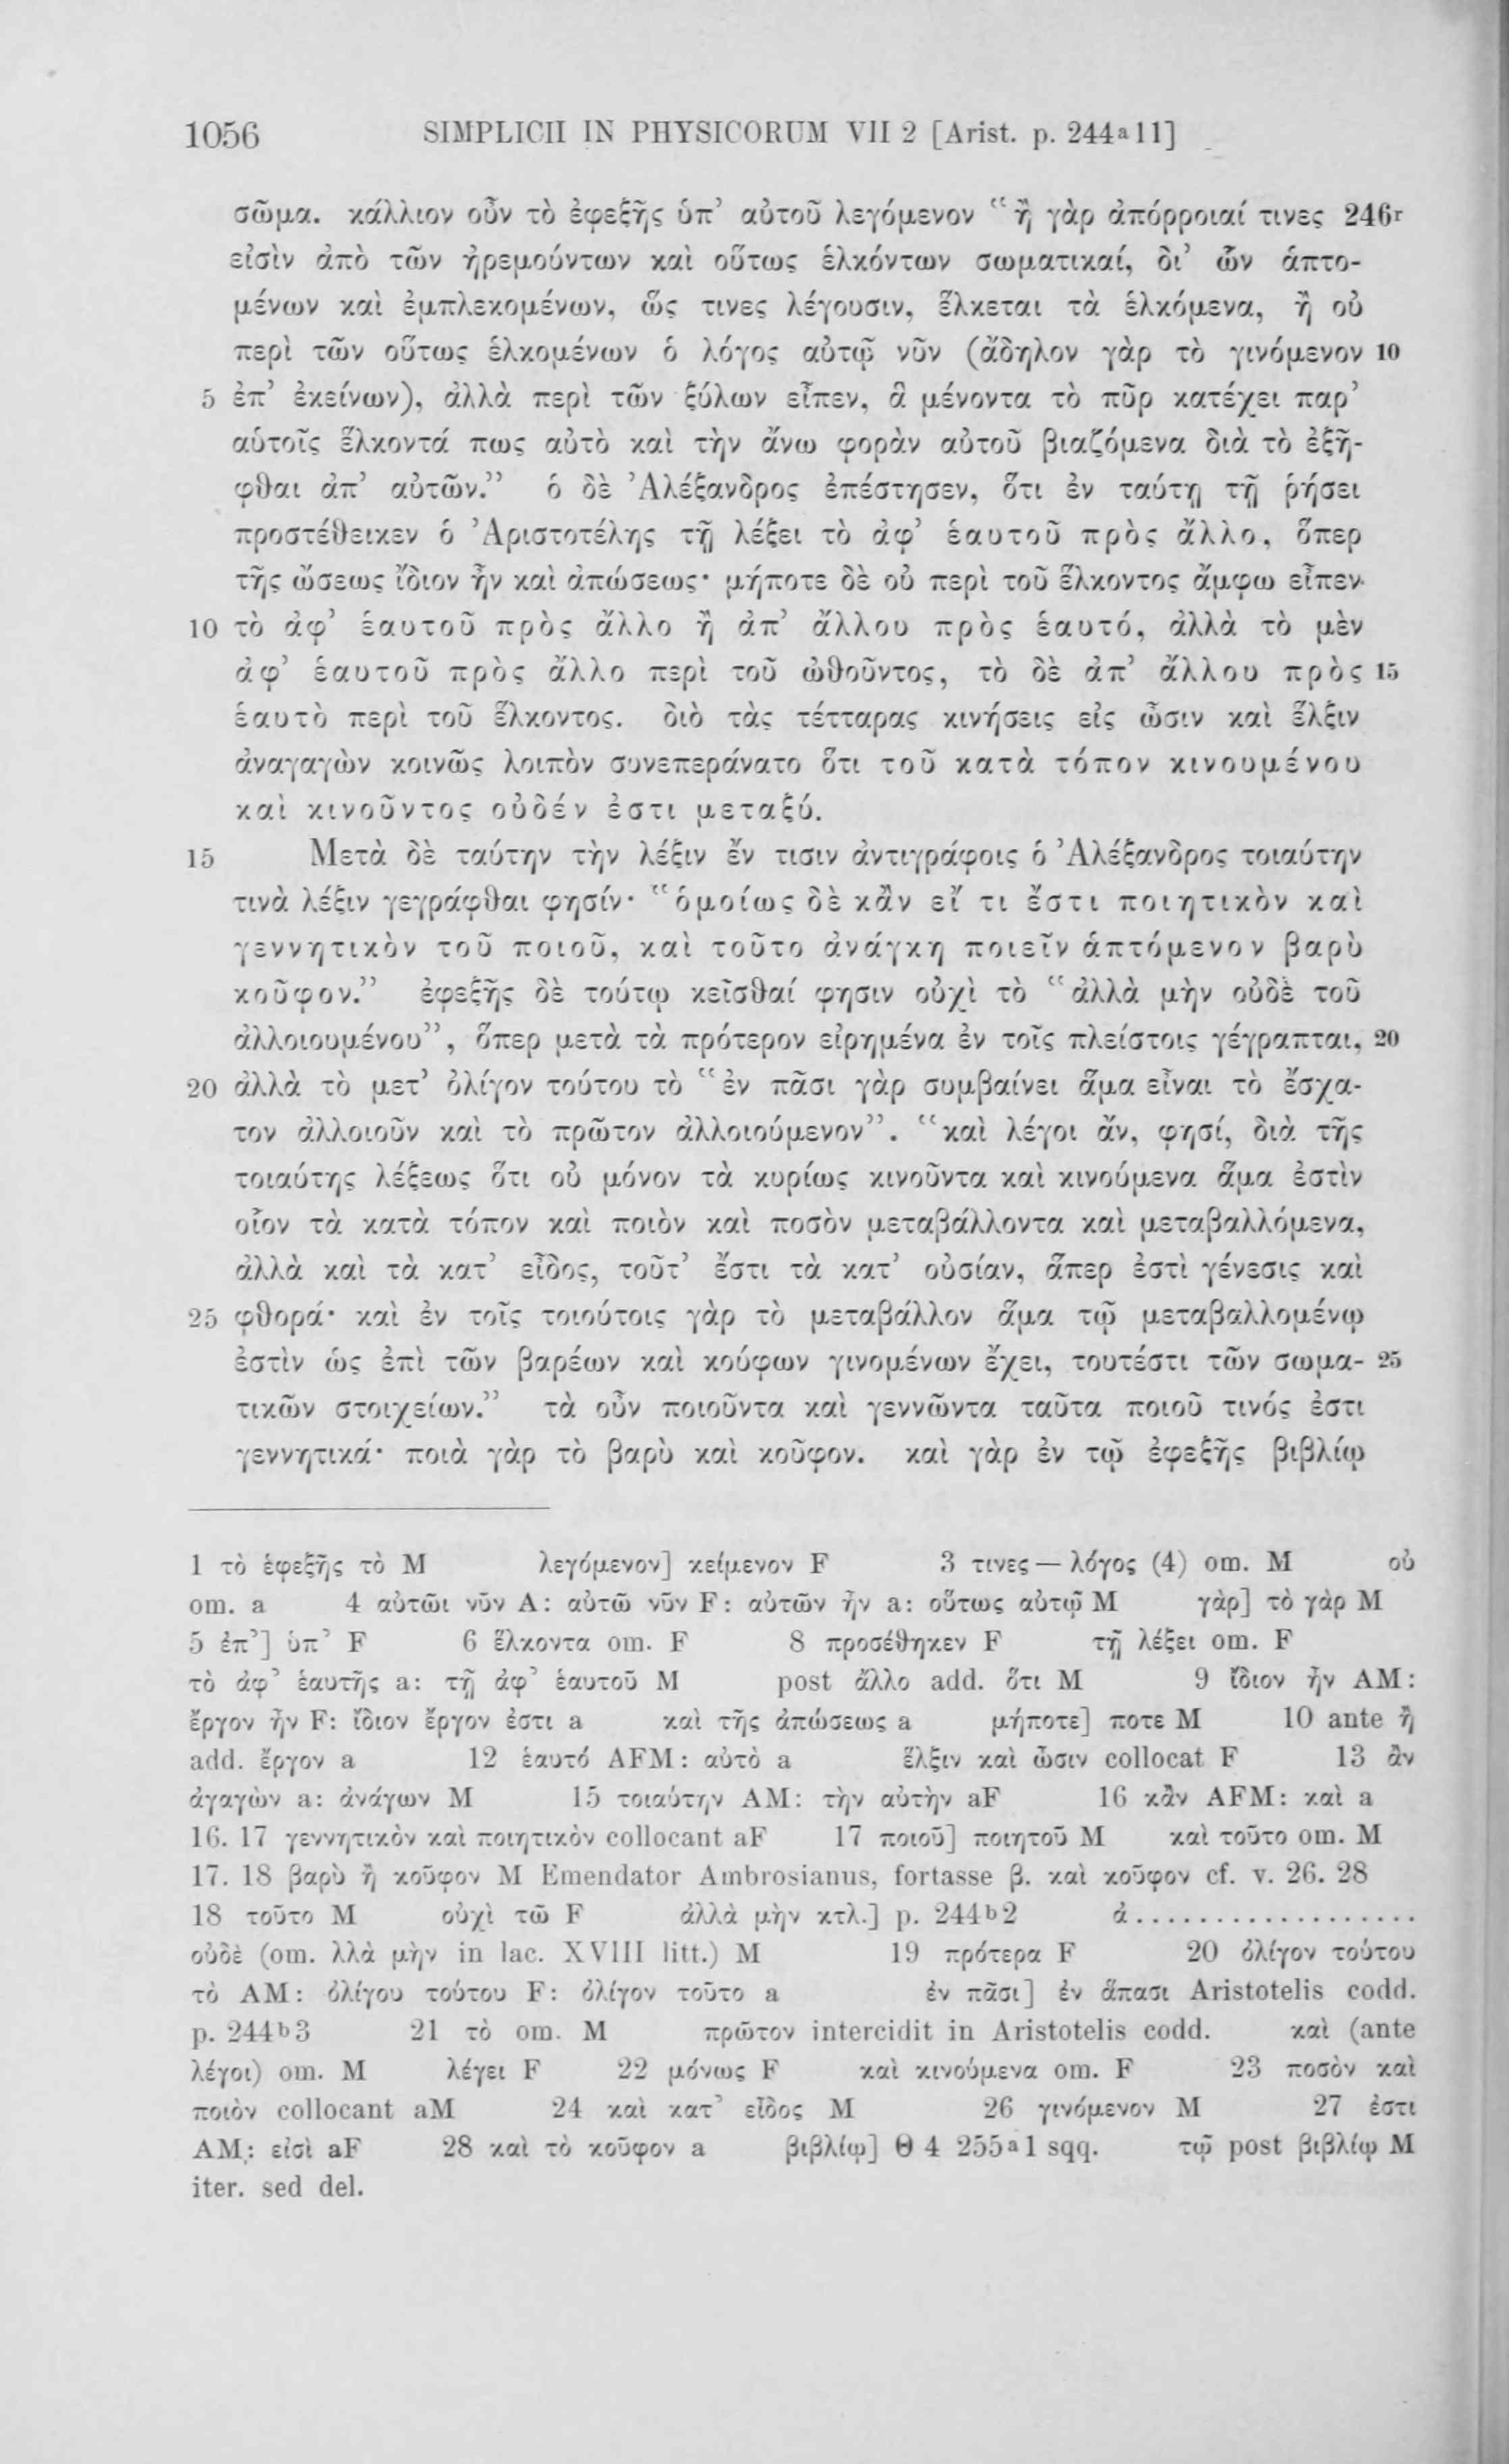 1056 SIMPLICII IN PHYSICORUM VII 2 [Arist. p. 244ᵃ11]
σῶμα. κάλλιον οὖν τὸ ἐφεξῆς ὑπ’ αὐτοῦ λεγόμενον “ἢ γὰρ ἀπόρροιαί τινες 246ʳ
εἰσὶν ἀπὸ τῶν ἠρεμούντων καὶ οὕτως ἑλκόντων σωματικαί, δι’ ὧν ἁπτο-
μένων καὶ ἐμπλεκομένων, ὥς τινες λέγουσιν, ἕλκεται τὰ ἑλκόμενα, ἢ οὐ
περὶ τῶν οὕτως ἑλκομένων ὁ λόγος αὐτῷ νῦν (ἄδηλον γὰρ τὸ γινόμενον 10
5 ἐπ’ ἐκείνων), ἀλλὰ περὶ τῶν ξύλων εἶπεν, ἃ μένοντα τὸ πῦρ κατέχει παρ’
αὑτοῖς ἕλκοντά πως αὐτὸ καὶ τὴν ἄνω φορὰν αὐτοῦ βιαζόμενα διὰ τὸ ἐξῆ-
φθαι ἀπ’ αὐτῶν.” ὁ δὲ Ἀλέξανδρος ἐπέστησεν, ὅτι ἐν ταύτῃ τῇ ῥήσει
προστέθεικεν ὁ Ἀριστοτέλης τῇ λέξει τὸ ἀφ’ ἑαυτοῦ πρὸς ἄλλο, ὅπερ
τῆς ὤσεως ἴδιον ἦν καὶ ἀπώσεως· μήποτε δὲ οὐ περὶ τοῦ ἕλκοντος ἄμφω εἶπεν
10 τὸ ἀφ’ ἑαυτοῦ πρὸς ἄλλο ἢ ἀπ’ ἄλλου πρὸς ἑαυτό, ἀλλὰ τὸ μὲν
ἀφ’ ἑαυτοῦ πρὸς ἄλλο περὶ τοῦ ὠθοῦντος, τὸ δὲ ἀπ’ ἄλλου πρὸς 15
ἑαυτὸ περὶ τοῦ ἕλκοντος. διὸ τὰς τέτταρας κινήσεις εἰς ὦσιν καὶ ἕλξιν
ἀναγαγὼν κοινῶς λοιπὸν συνεπεράνατο ὅτι τοῦ κατὰ τόπον κινουμένου
καὶ κινοῦντος οὐδέν ἐστι μεταξύ.
15 Μετὰ δὲ ταύτην τὴν λέξιν ἔν τισιν ἀντιγράφοις ὁ Ἀλέξανδρος τοιαύτην
τινὰ λέξιν γεγράφθαι φησίν· “ὁμοίως δὲ κἂν εἴ τι ἔστι ποιητικὸν καὶ
γεννητικὸν τοῦ ποιοῦ, καὶ τοῦτο ἀνάγκη ποιεῖν ἁπτόμενον βαρὺ
κοῦφον.” ἐφεξῆς δὲ τούτῳ κεῖσθαί φησιν οὐχὶ τὸ “ἀλλὰ μὴν οὐδὲ τοῦ
ἀλλοιουμένου”, ὅπερ μετὰ τὰ πρότερον εἰρημένα ἐν τοῖς πλείστοις γέγραπται, 20
20 ἀλλὰ τὸ μετ’ ὀλίγον τούτου τὸ “ἐν πᾶσι γὰρ συμβαίνει ἅμα εἶναι τὸ ἔσχα-
τον ἀλλοιοῦν καὶ τὸ πρῶτον ἀλλοιούμενον”. “καὶ λέγοι ἄν, φησί, διὰ τῆς
τοιαύτης λέξεως ὅτι οὐ μόνον τὰ κυρίως κινοῦντα καὶ κινούμενα ἅμα ἐστὶν
οἷον τὰ κατὰ τόπον καὶ ποιὸν καὶ ποσὸν μεταβάλλοντα καὶ μεταβαλλόμενα,
ἀλλὰ καὶ τὰ κατ’ εἶδος, τοῦτ’ ἔστι τὰ κατ’ οὐσίαν, ἅπερ ἐστὶ γένεσις καὶ
25 φθορά· καὶ ἐν τοῖς τοιούτοις γὰρ τὸ μεταβάλλον ἅμα τῷ μεταβαλλομένῳ
ἐστὶν ὡς ἐπὶ τῶν βαρέων καὶ κούφων γινομένων ἔχει, τουτέστι τῶν σωμα- 25
τικῶν στοιχείων.” τὰ οὖν ποιοῦντα καὶ γεννῶντα ταῦτα ποιοῦ τινός ἐστι
γεννητικά· ποιὰ γὰρ τὸ βαρὺ καὶ κοῦφον. καὶ γὰρ ἐν τῷ ἐφεξῆς βιβλίῳ
1 τὸ ἐφεξῆς τὸ M λεγόμενον] κείμενον F 3 τινες — λόγος (4) om. M οὐ
om. a 4 αὐτῶι νῦν A: αὐτῶ νῦν F: αὐτῶν ἦν a: οὕτως αὐτῷ M γὰρ] τὸ γὰρ M
5 ἐπ’] ὑπ’ F 6 ἕλκοντα om. F 8 προσέθηκεν F τῇ λέξει om. F
τὸ ἀφ’ ἑαυτῆς a: τῇ ἀφ’ ἑαυτοῦ M post ἄλλο add. ὅτι M 9 ἴδιον ἦν AM:
ἔργον ἦν F: ἴδιον ἔργον ἐστι a καὶ τῆς ἀπώσεως a μήποτε] ποτε M 10 ante ἢ
add. ἔργον a 12 ἑαυτό AFM: αὐτὸ a ἕλξιν καὶ ὦσιν collocat F 13 ἂν
ἀγαγὼν a: ἀνάγων M 15 τοιαύτην AM: τὴν αὐτὴν aF 16 κἂν AFM: καὶ a
16. 17 γεννητικὸν καὶ ποιητικὸν collocant aF 17 ποιοῦ] ποιητοῦ M καὶ τοῦτο om. M
17. 18 βαρὺ ἢ κοῦφον M Emendator Ambrosianus, fortasse β. καὶ κοῦφον cf. v. 26. 28
18 τοῦτο M οὐχὶ τῶ F ἀλλὰ μὴν κτλ.] p. 244ᵇ2 ἀ..................
οὐδὲ (om. λλὰ μὴν in lac. XVIII litt.) M 19 πρότερα F 20 ὀλίγον τούτου
τὸ AM: ὀλίγου τούτου F: ὀλίγον τοῦτο a ἐν πᾶσι] ἐν ἅπασι Aristotelis codd.
p. 244ᵇ3 21 τὸ om. M πρῶτον intercidit in Aristotelis codd. καὶ (ante
λέγοι) om. M λέγει F 22 μόνως F καὶ κινούμενα om. F 23 ποσὸν καὶ
ποιὸν collocant aM 24 καὶ κατ’ εἶδος M 26 γινόμενον M 27 ἐστι
AM: εἰσὶ aF 28 καὶ τὸ κοῦφον a βιβλίῳ] Θ 4 255ᵃ1 sqq. τῷ post βιβλίῳ M
iter. sed del.